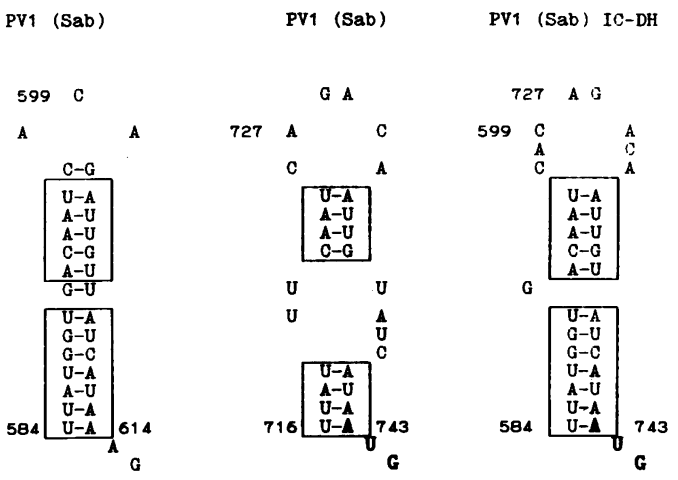 PV1 (Sab) PV1 (Sab) PV1 (Sab) IC-DH
599 C G A 727 A G
A A 727 A C 599 C A
A C
C-G C A C A
U-A U-A U-A
A-U A-U A-U
A-U A-U A-U
C-G C-G C-G
A-U A-U
G-U U U G
U-A U A U-A
G-U U G-U
G-C C G-C
U-A U-A U-A
A-U A-U A-U
U-A U-A U-A
584 U-A 614 716 U-A 743 584 U-A 743
A U U
G G G